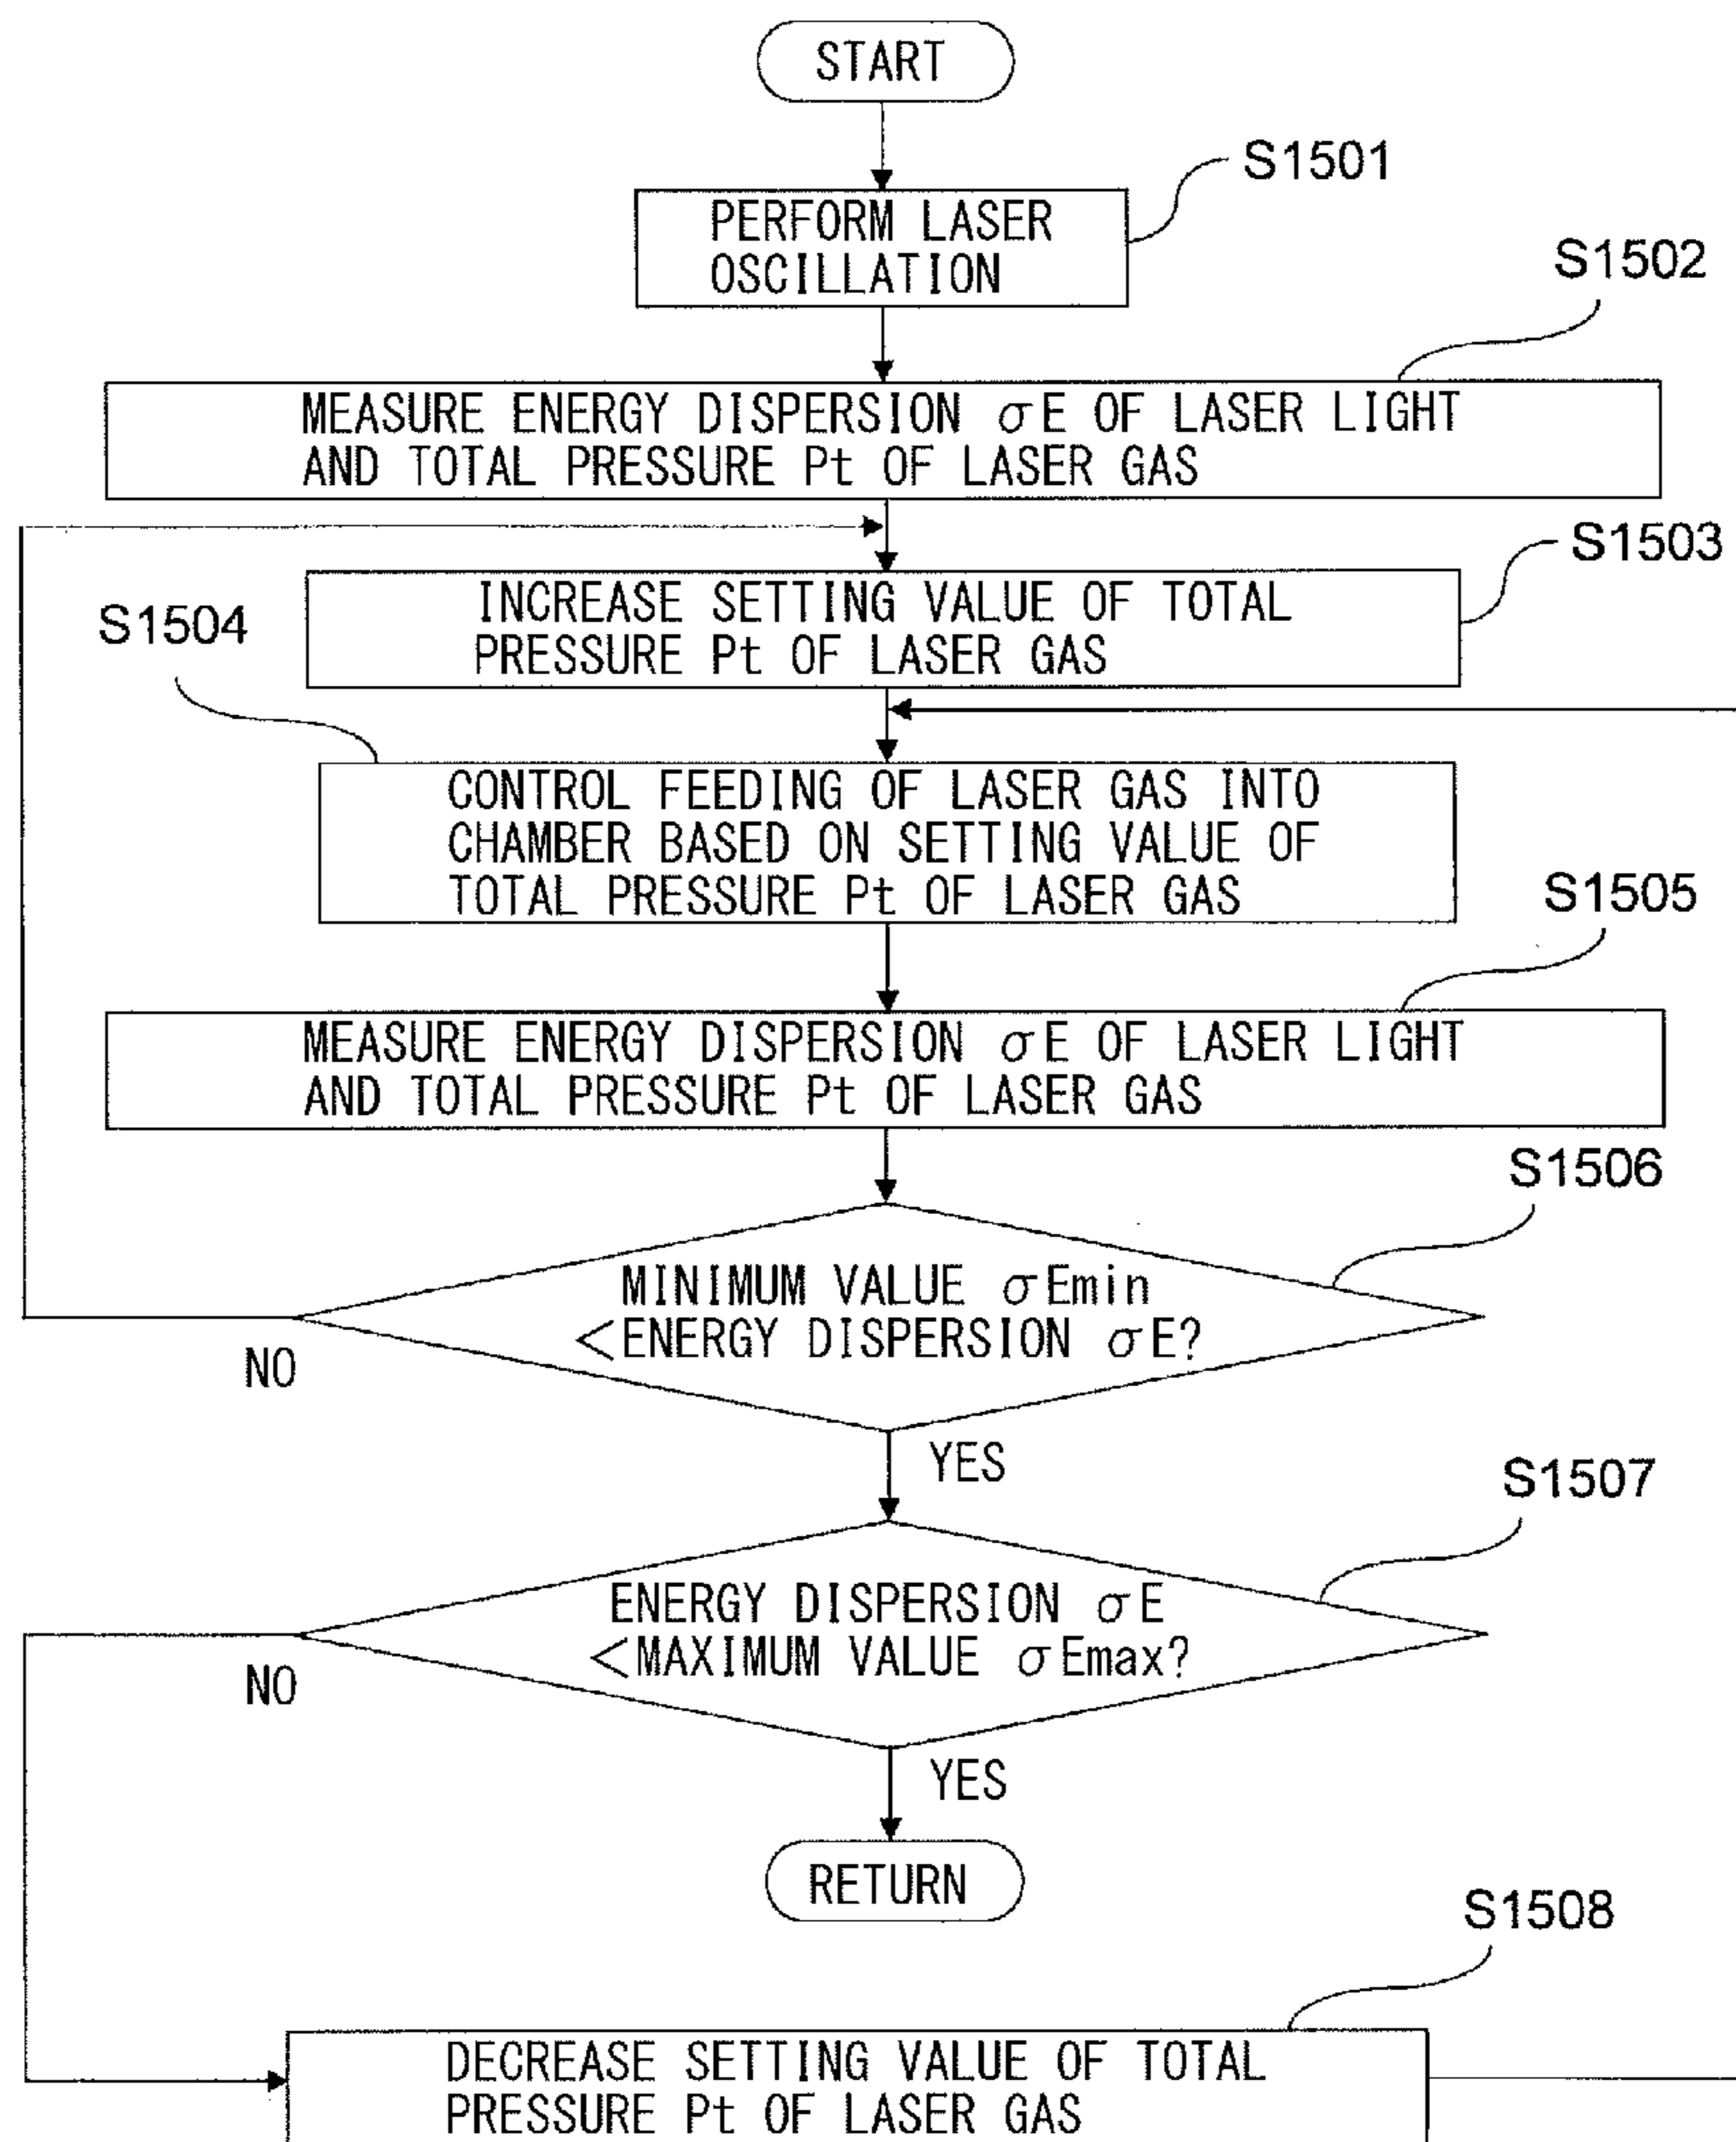 START
S1501
PERFORM LASER
OSCILLATION
S1502
MEASURE ENERGY DISPERSION σE OF LASER LIGHT
AND TOTAL PRESSURE Pt OF LASER GAS
S1503
INCREASE SETTING VALUE OF TOTAL
PRESSURE Pt OF LASER GAS
S1504
CONTROL FEEDING OF LASER GAS INTO
CHAMBER BASED ON SETTING VALUE OF
TOTAL PRESSURE Pt OF LASER GAS
S1505
MEASURE ENERGY DISPERSION σE OF LASER LIGHT
AND TOTAL PRESSURE Pt OF LASER GAS
S1506
MINIMUM VALUE σEmin
<ENERGY DISPERSION σE?
NO
YES
S1507
ENERGY DISPERSION σE
<MAXIMUM VALUE σEmax?
NO
YES
RETURN
S1508
DECREASE SETTING VALUE OF TOTAL
PRESSURE Pt OF LASER GAS